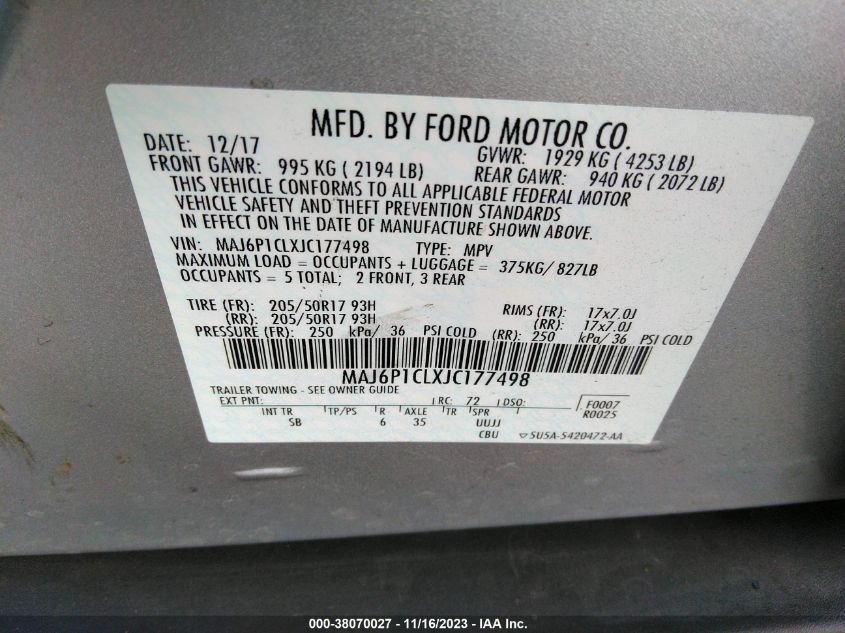 MFD. BY FORD MOTOR CO.
DATE: 12/17 GVWR: 1929 KG ( 4253 LB)
FRONT GAWR: 995 KG ( 2194 LB) REAR GAWR: 940 KG ( 2072 LB)
THIS VEHICLE CONFORMS TO ALL APPLICABLE FEDERAL MOTOR
VEHICLE SAFETY AND THEFT PREVENTION STANDARDS
IN EFFECT ON THE DATE OF MANUFACTURE SHOWN ABOVE.
VIN: MAJ6P1CLXJC177498 TYPE: MPV
MAXIMUM LOAD = OCCUPANTS + LUGGAGE = 375KG/ 827LB
OCCUPANTS = 5 TOTAL; 2 FRONT, 3 REAR
TIRE (FR): 205/50R17 93H RIMS (FR): 17x7.0J
(RR): 205/50R17 93H (RR): 17x7.0J
PRESSURE (FR): 250 kPa/ 36 PSI COLD (RR): 250 kPa/ 36 PSI COLD
MAJ6P1CLXJC177498
TRAILER TOWING - SEE OWNER GUIDE
EXT PNT: RC: 72 DSO: F0007
R0025
INT TR TP/PS R AXLE TR SPR
SB 6 35 UUJJ
CBU 5U5A-5420472-AA
000-38070027 - 11/16/2023 - IAA Inc.